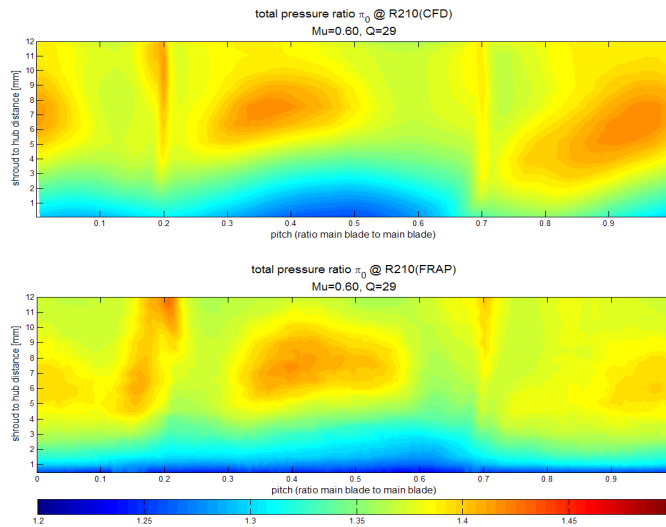 total pressure ratio π0 @ R210(CFD)
Mu=0.60, Q=29
shroud to hub distance [mm]
12
11
10
9
8
7
6
5
4
3
2
1
0.1 0.2 0.3 0.4 0.5 0.6 0.7 0.8 0.9
pitch (ratio main blade to main blade)
total pressure ratio π0 @ R210(FRAP)
Mu=0.60, Q=29
shroud to hub distance [mm]
12
11
10
9
8
7
6
5
4
3
2
1
0 0.1 0.2 0.3 0.4 0.5 0.6 0.7 0.8 0.9
pitch (ratio main blade to main blade)
1.2 1.25 1.3 1.35 1.4 1.45